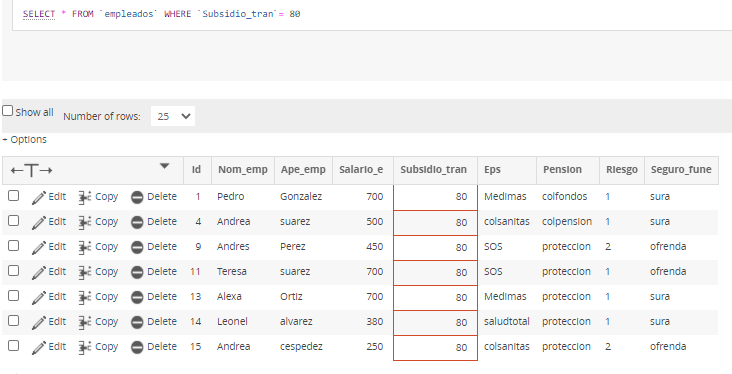 SELECT * FROM `empleados` WHERE `Subsidio_tran`= 80
Show all Number of rows: 25
+ Options
←T→ Id Nom_emp Ape_emp Salario_e Subsidio_tran Eps Pension Riesgo Seguro_fune
Edit Copy Delete 1 Pedro Gonzalez 700 80 Medimas colfondos 1 sura
Edit Copy Delete 4 Andrea suarez 500 80 colsanitas colpension 1 sura
Edit Copy Delete 9 Andres Perez 450 80 SOS proteccion 2 ofrenda
Edit Copy Delete 11 Teresa suarez 700 80 SOS proteccion 1 ofrenda
Edit Copy Delete 13 Alexa Ortiz 700 80 Medimas proteccion 1 sura
Edit Copy Delete 14 Leonel alvarez 380 80 saludtotal proteccion 1 sura
Edit Copy Delete 15 Andrea cespedez 250 80 colsanitas proteccion 2 ofrenda